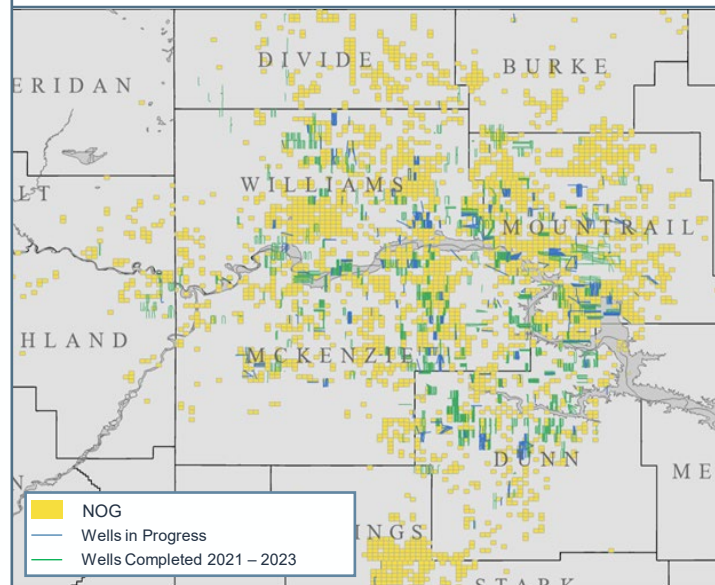 DIVIDE
BURKE
ERIDAN
WILLIAMS
LT
MOUNTRAIL
HLAND
MCKENZIE
DUNN
ME
N
INGS
STARK
NOG
Wells in Progress
Wells Completed 2021 – 2023